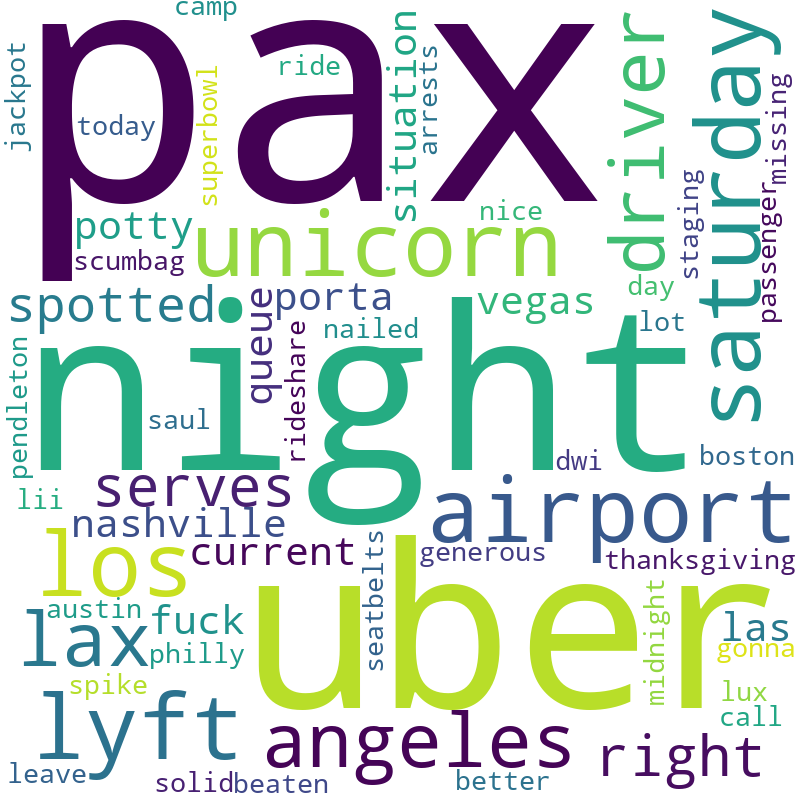 camp
pax
jackpot
today
superbowl
ride
situation
arrests
driver
saturday
missing
passenger
staging
potty
scumbag
unicorn
nice
day
spotted
queue
porta
vegas
lot
nailed
rideshare
night
pendleton
saul
dwi
boston
lii
serves
airport
nashville
los
current
generous
thanksgiving
seatbelts
uber
austin
lax
fuck
philly
midnight
las
gonna
spike
lux
call
lyft
angeles
right
leave
solid
beaten
better